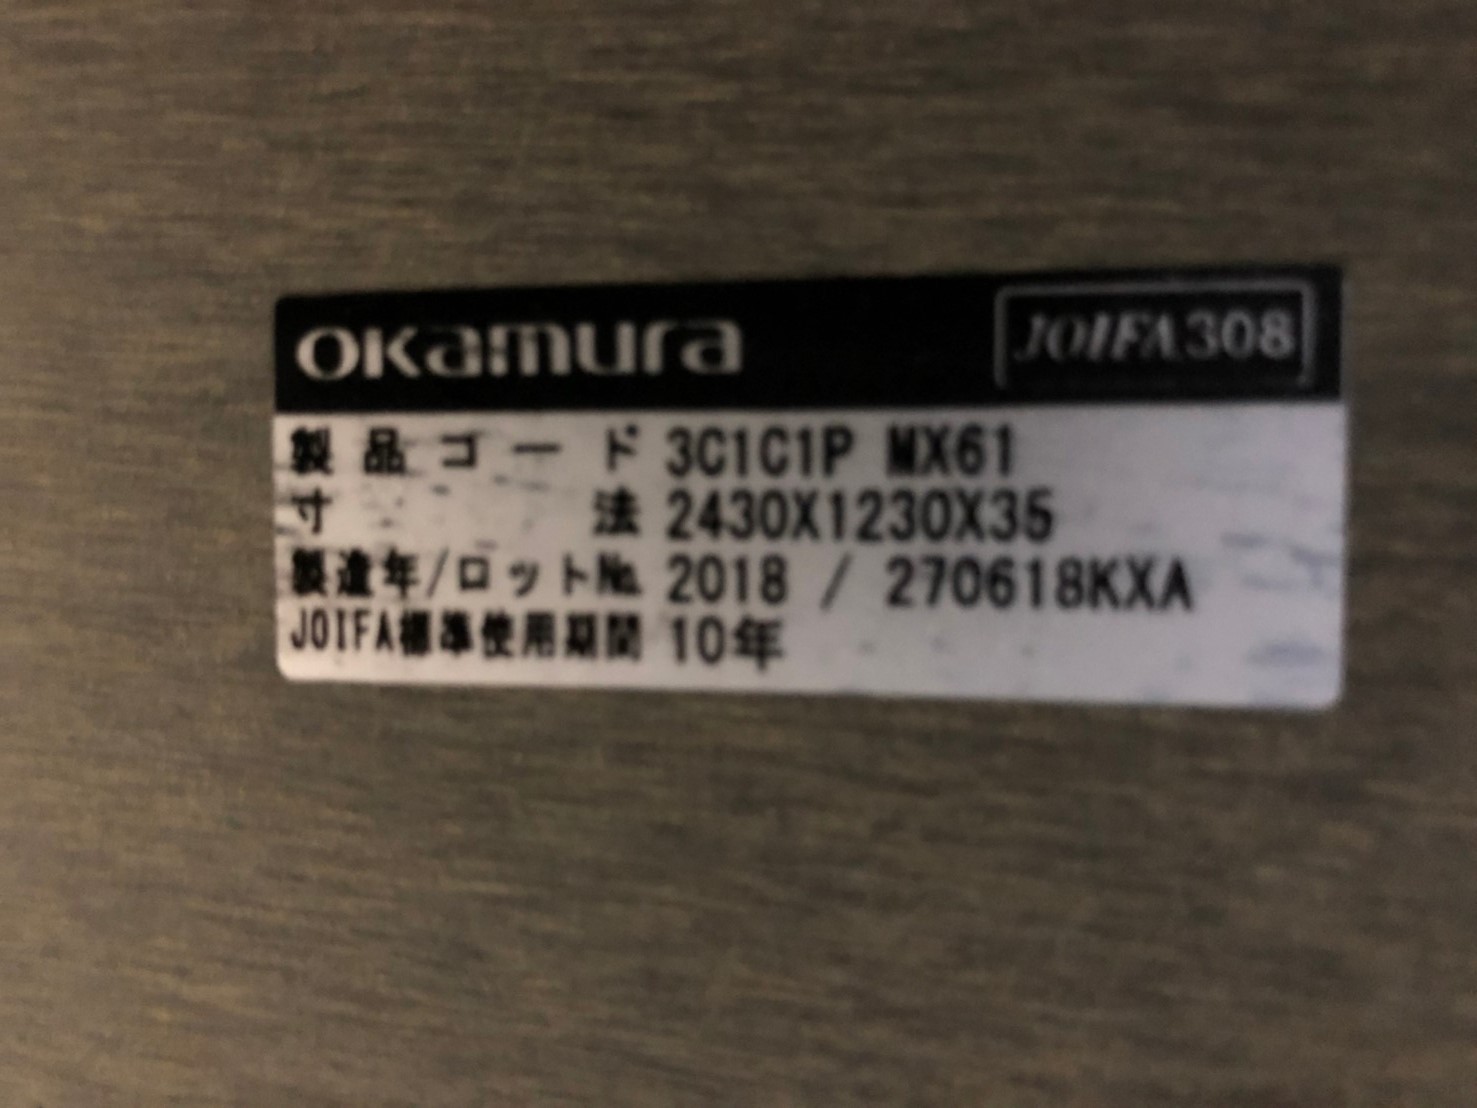 OKamura JOIFA308
製品コード 3C1C1P MX61
寸法 2430X1230X35
製造年/ロット№ 2018 / 270618KXA
JOIFA標準使用期間 10年